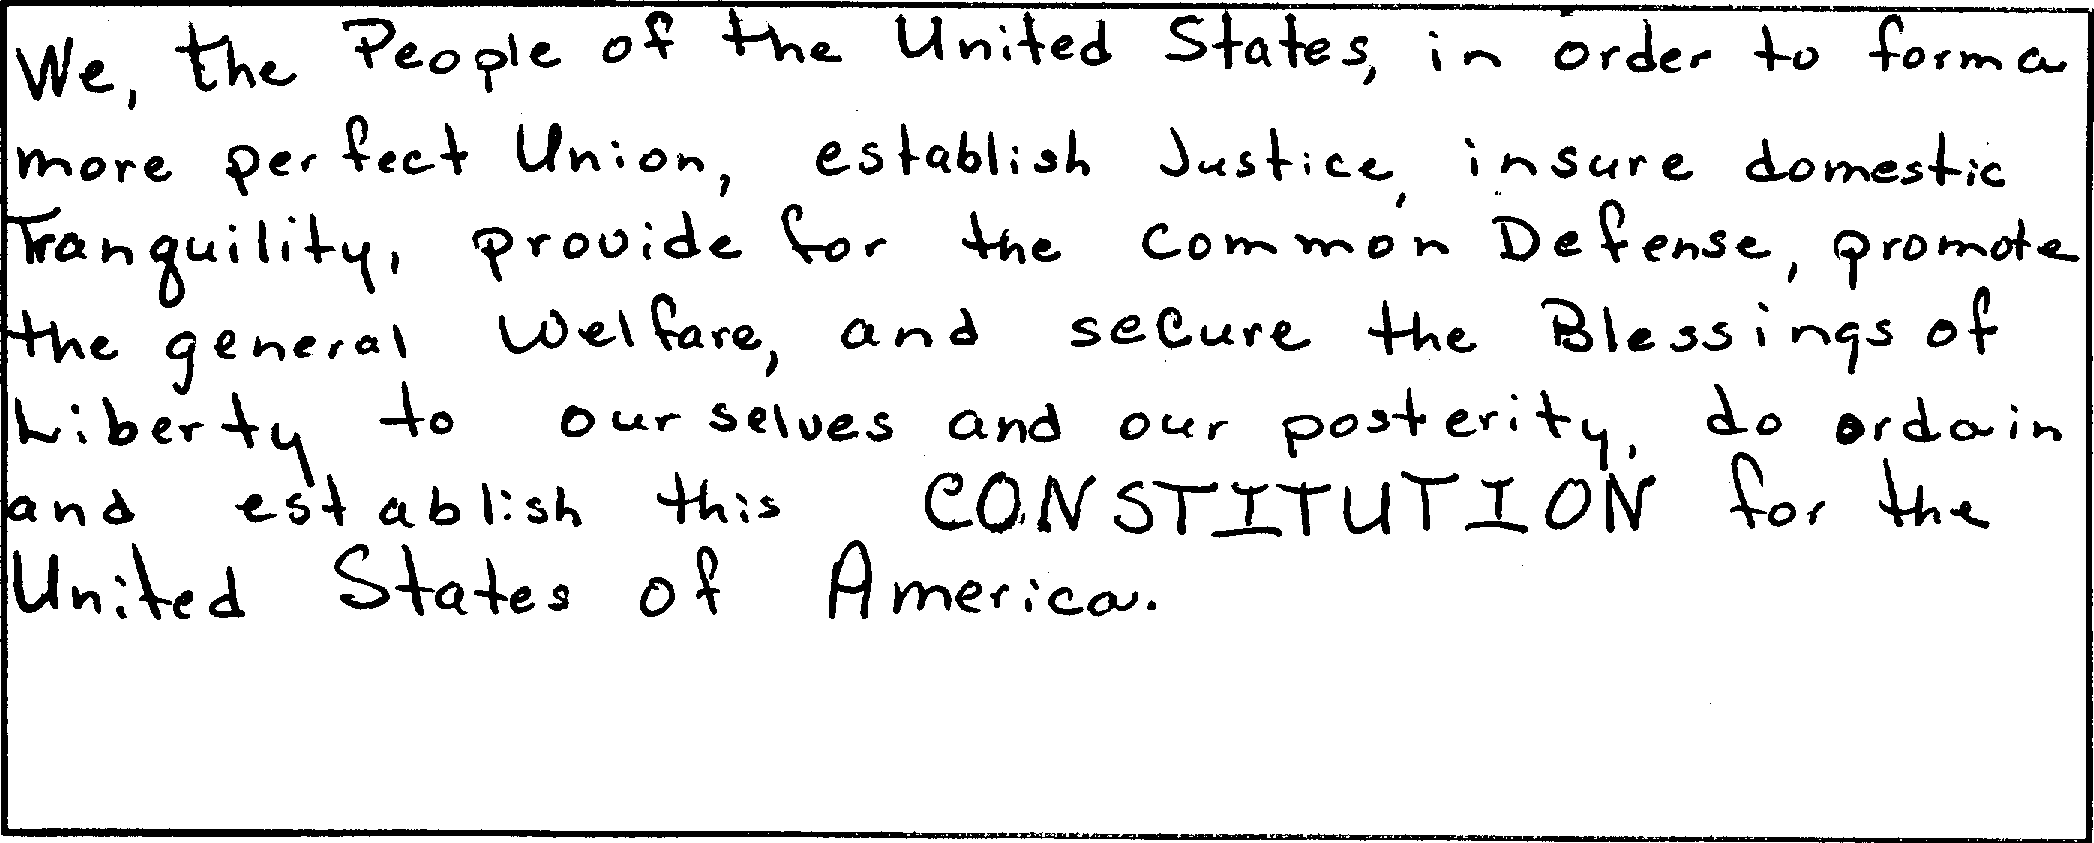 We, the People of the United States, in order to form a
more perfect Union, establish Justice, insure domestic
Tranquility, provide for the Common Defense, promote
the general Welfare, and secure the Blessings of
Liberty to ourselves and our posterity, do ordain
and establish this CONSTITUTION for the
United States of America.